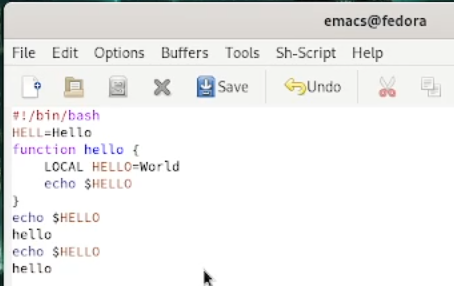 emacs@fedora
File Edit Options Buffers Tools Sh-Script Help
Save Undo
#!/bin/bash
HELL=Hello
function hello {
    LOCAL HELLO=World
    echo $HELLO
}
echo $HELLO
hello
echo $HELLO
hello